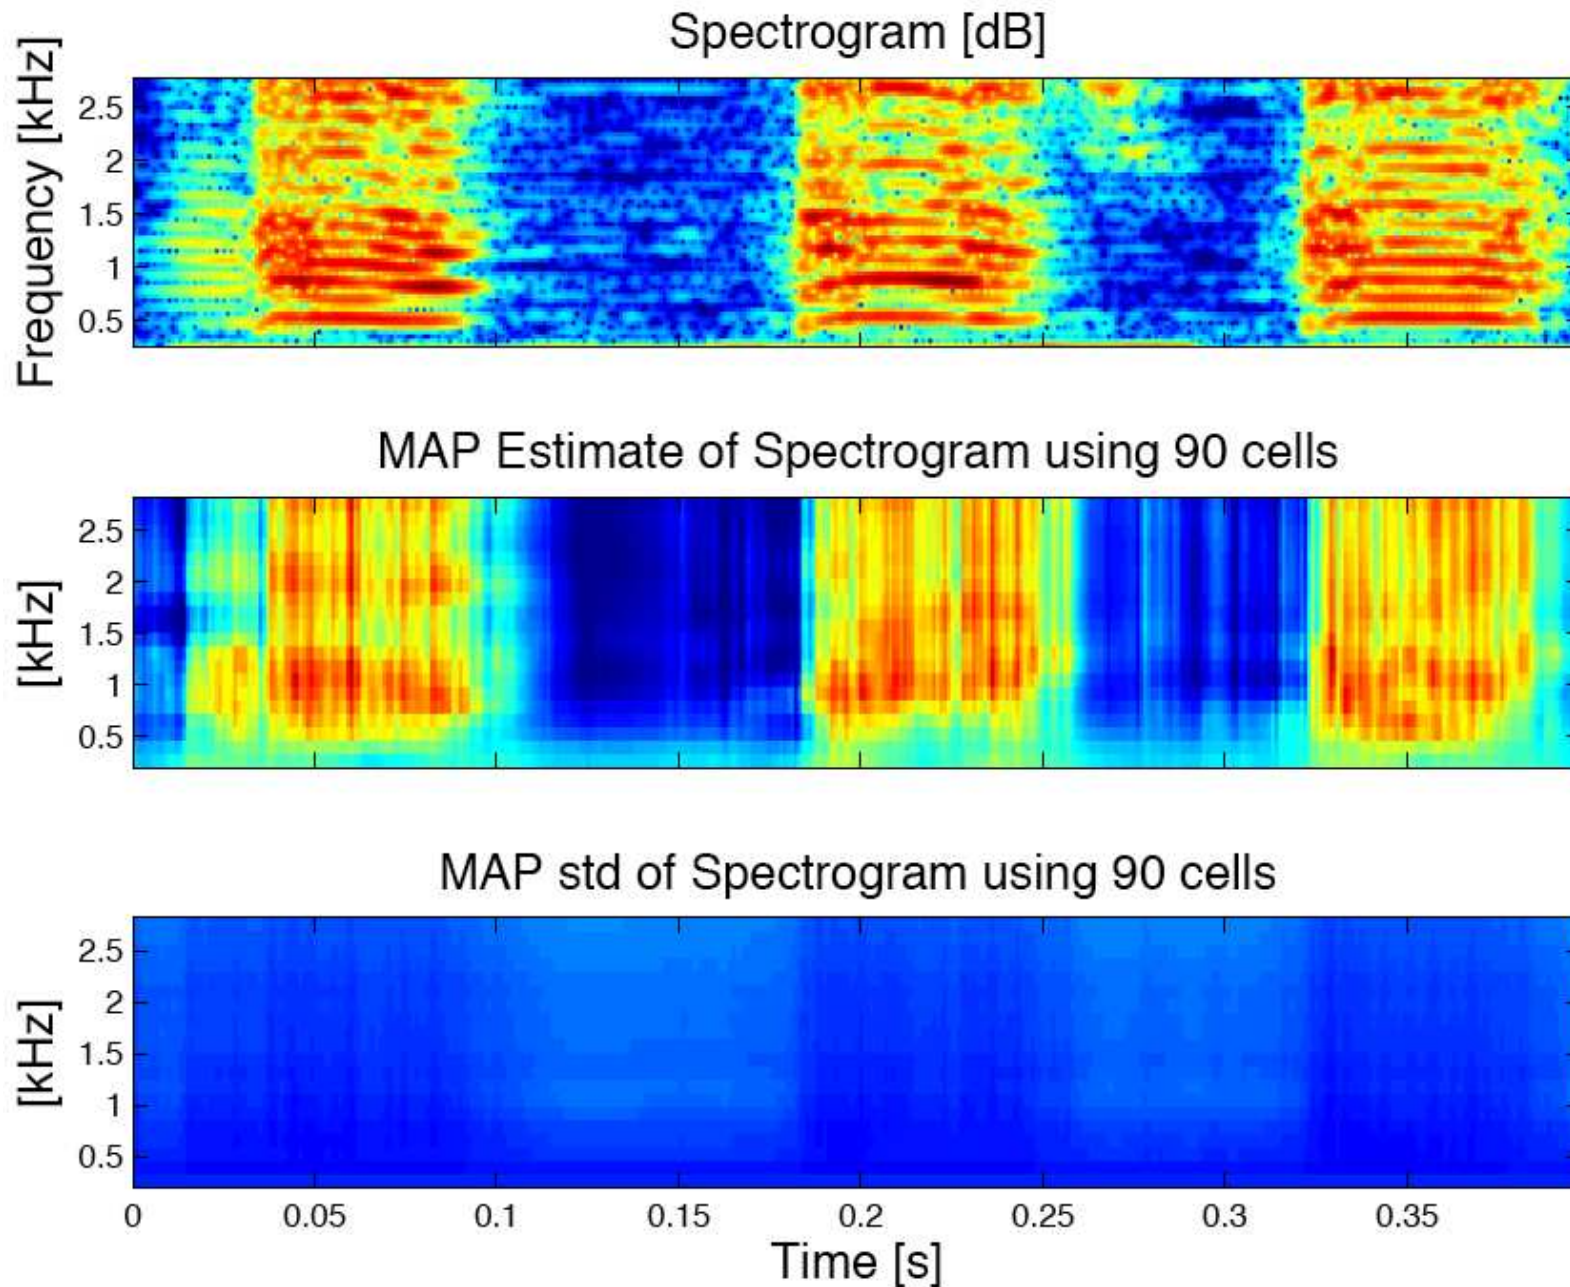 Spectrogram [dB]
Frequency [kHz]
2.5
2
1.5
1
0.5
MAP Estimate of Spectrogram using 90 cells
[kHz]
2.5
2
1.5
1
0.5
MAP std of Spectrogram using 90 cells
[kHz]
2.5
2
1.5
1
0.5
0 0.05 0.1 0.15 0.2 0.25 0.3 0.35
Time [s]